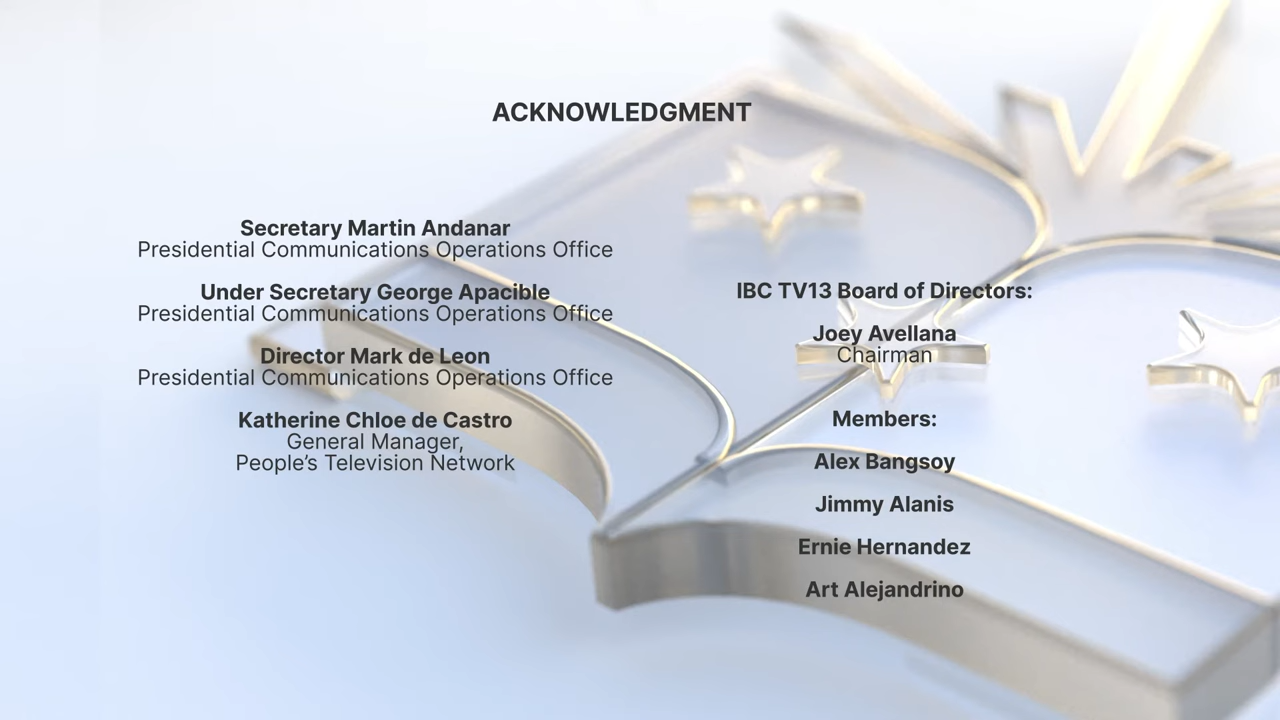 ACKNOWLEDGMENT
Secretary Martin Andanar
Presidential Communications Operations Office
Under Secretary George Apacible
Presidential Communications Operations Office
Director Mark de Leon
Presidential Communications Operations Office
Katherine Chloe de Castro
General Manager,
People’s Television Network
IBC TV13 Board of Directors:
Joey Avellana
Chairman
Members:
Alex Bangsoy
Jimmy Alanis
Ernie Hernandez
Art Alejandrino